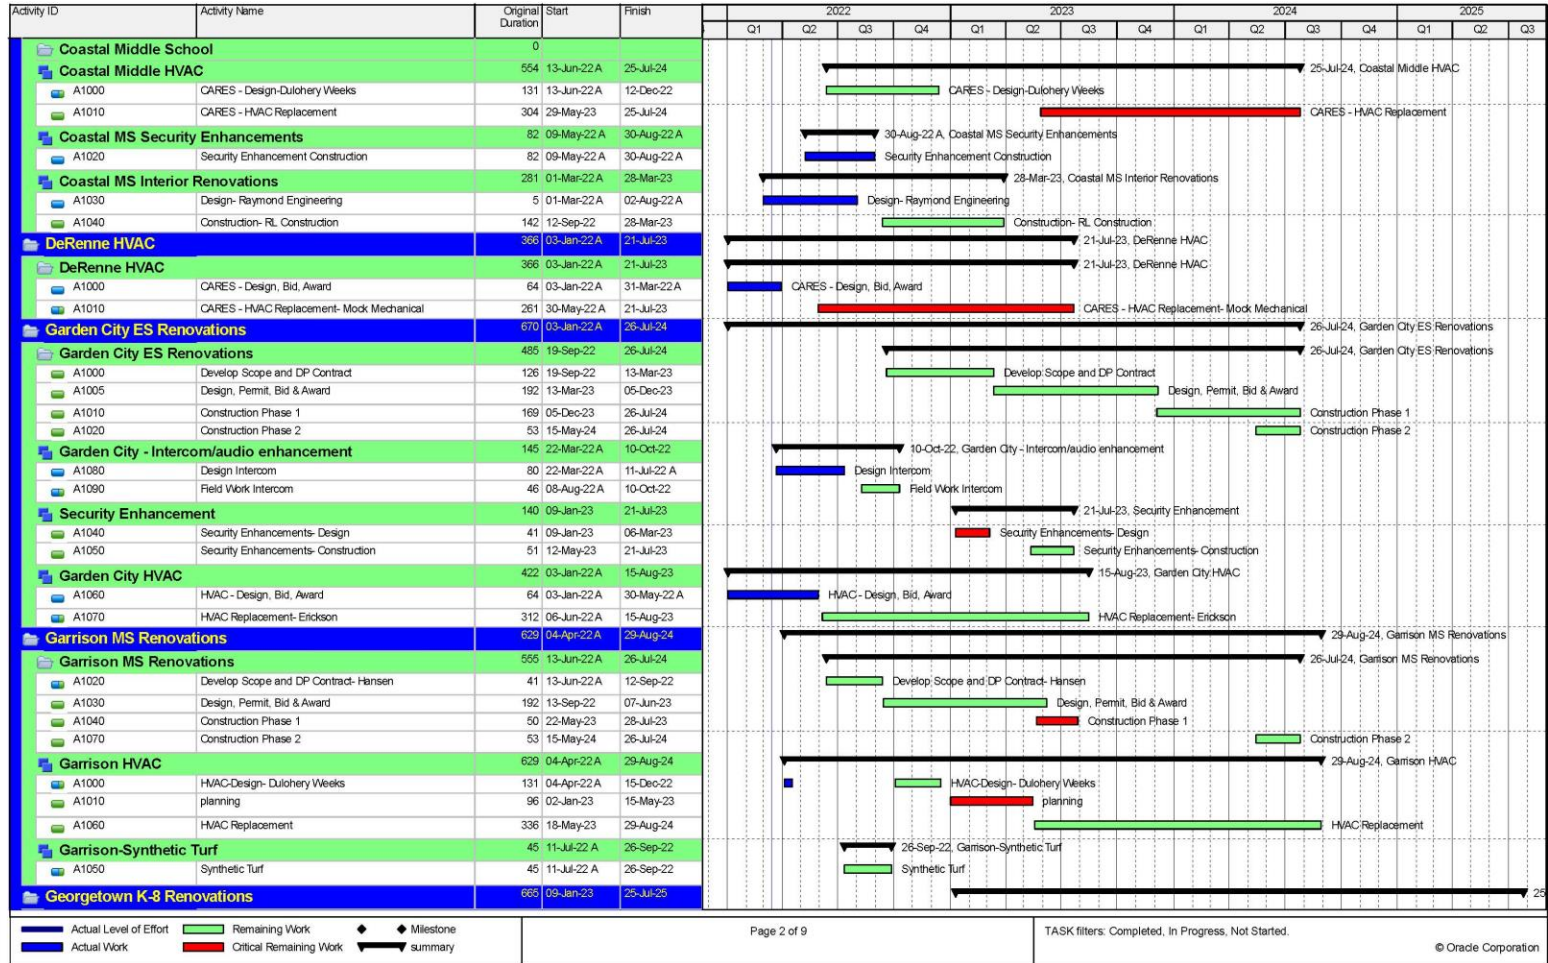 Activity ID Activity Name Original Duration Start Finish 2022 2023 2024 2025
Q1 Q2 Q3 Q4 Q1 Q2 Q3 Q4 Q1 Q2 Q3 Q4 Q1 Q2 Q3
Coastal Middle School 0
Coastal Middle HVAC 554 13-Jun-22 A 25-Jul-24 25-Jul-24, Coastal Middle HVAC
A1000 CARES - Design-Dulohery Weeks 131 13-Jun-22 A 12-Dec-22 CARES - Design-Dulohery Weeks
A1010 CARES - HVAC Replacement 304 29-May-23 25-Jul-24 CARES - HVAC Replacement
Coastal MS Security Enhancements 82 09-May-22 A 30-Aug-22 A 30-Aug-22 A, Coastal MS Security Enhancements
A1020 Security Enhancement Construction 82 09-May-22 A 30-Aug-22 A Security Enhancement Construction
Coastal MS Interior Renovations 281 01-Mar-22 A 28-Mar-23 28-Mar-23, Coastal MS Interior Renovations
A1030 Design- Raymond Engineering 5 01-Mar-22 A 02-Aug-22 A Design- Raymond Engineering
A1040 Construction- RL Construction 142 12-Sep-22 28-Mar-23 Construction- RL Construction
DeRenne HVAC 366 03-Jan-22 A 21-Jul-23 21-Jul-23, DeRenne HVAC
DeRenne HVAC 366 03-Jan-22 A 21-Jul-23 21-Jul-23, DeRenne HVAC
A1000 CARES - Design, Bid, Award 64 03-Jan-22 A 31-Mar-22 A CARES - Design, Bid, Award
A1010 CARES - HVAC Replacement- Mock Mechanical 261 30-May-22 A 21-Jul-23 CARES - HVAC Replacement- Mock Mechanical
Garden City ES Renovations 670 03-Jan-22 A 26-Jul-24 26-Jul-24, Garden City ES Renovations
Garden City ES Renovations 485 19-Sep-22 26-Jul-24 26-Jul-24, Garden City ES Renovations
A1000 Develop Scope and DP Contract 126 19-Sep-22 13-Mar-23 Develop Scope and DP Contract
A1005 Design, Permit, Bid & Award 192 13-Mar-23 05-Dec-23 Design, Permit, Bid & Award
A1010 Construction Phase 1 169 05-Dec-23 26-Jul-24 Construction Phase 1
A1020 Construction Phase 2 53 15-May-24 26-Jul-24 Construction Phase 2
Garden City - Intercom/audio enhancement 145 22-Mar-22 A 10-Oct-22 10-Oct-22, Garden City - Intercom/audio enhancement
A1080 Design Intercom 80 22-Mar-22 A 11-Jul-22 A Design Intercom
A1090 Field Work Intercom 46 08-Aug-22 A 10-Oct-22 Field Work Intercom
Security Enhancement 140 09-Jan-23 21-Jul-23 21-Jul-23, Security Enhancement
A1040 Security Enhancements- Design 41 09-Jan-23 06-Mar-23 Security Enhancements- Design
A1050 Security Enhancements- Construction 51 12-May-23 21-Jul-23 Security Enhancements- Construction
Garden City HVAC 422 03-Jan-22 A 15-Aug-23 15-Aug-23, Garden City HVAC
A1060 HVAC - Design, Bid, Award 64 03-Jan-22 A 30-May-22 A HVAC - Design, Bid, Award
A1070 HVAC Replacement- Erickson 312 06-Jun-22 A 15-Aug-23 HVAC Replacement- Erickson
Garrison MS Renovations 629 04-Apr-22 A 29-Aug-24 29-Aug-24, Garrison MS Renovations
Garrison MS Renovations 555 13-Jun-22 A 26-Jul-24 26-Jul-24, Garrison MS Renovations
A1020 Develop Scope and DP Contract- Hansen 41 13-Jun-22 A 12-Sep-22 Develop Scope and DP Contract- Hansen
A1030 Design, Permit, Bid & Award 192 13-Sep-22 07-Jun-23 Design, Permit, Bid & Award
A1040 Construction Phase 1 50 22-May-23 28-Jul-23 Construction Phase 1
A1070 Construction Phase 2 53 15-May-24 26-Jul-24 Construction Phase 2
Garrison HVAC 629 04-Apr-22 A 29-Aug-24 29-Aug-24, Garrison HVAC
A1000 HVAC-Design- Dulohery Weeks 131 04-Apr-22 A 15-Dec-22 HVAC-Design- Dulohery Weeks
A1010 planning 96 02-Jan-23 15-May-23 planning
A1060 HVAC Replacement 336 18-May-23 29-Aug-24 HVAC Replacement
Garrison-Synthetic Turf 45 11-Jul-22 A 26-Sep-22 26-Sep-22, Garrison-Synthetic Turf
A1050 Synthetic Turf 45 11-Jul-22 A 26-Sep-22 Synthetic Turf
Georgetown K-8 Renovations 665 09-Jan-23 25-Jul-25 25
Actual Level of Effort Remaining Work Milestone Page 2 of 9 TASK filters: Completed, In Progress, Not Started.
Actual Work Critical Remaining Work summary
© Oracle Corporation